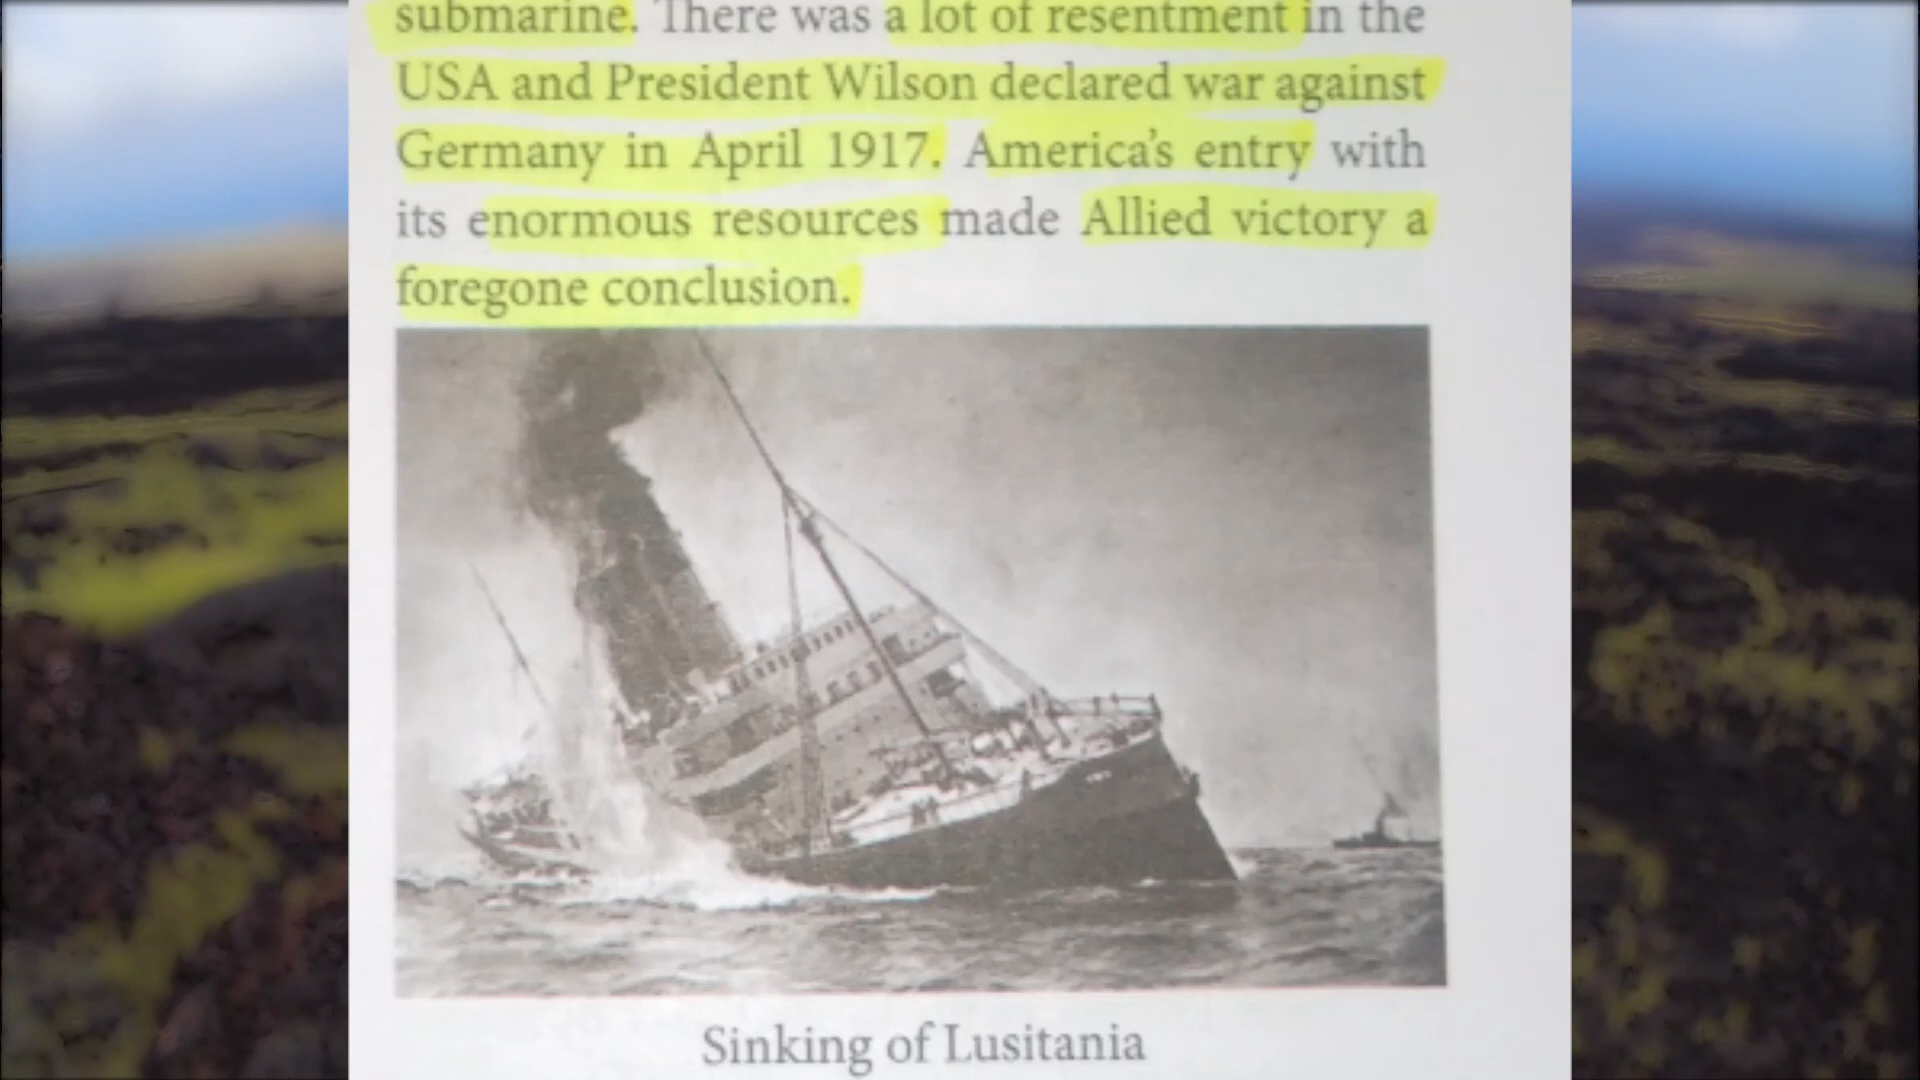 submarine. There was a lot of resentment in the
USA and President Wilson declared war against
Germany in April 1917. America's entry with
its enormous resources made Allied victory a
foregone conclusion.
Sinking of Lusitania